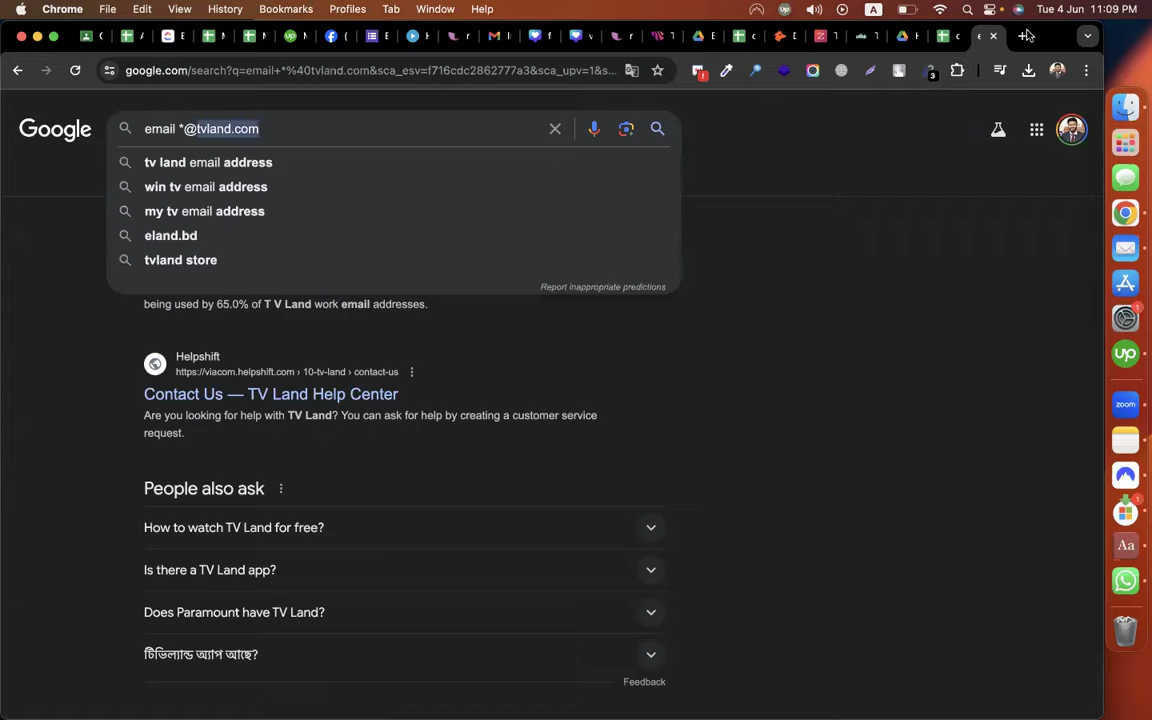 Chrome File Edit View History Bookmarks Profiles Tab Window Help
A
Tue 4 Jun 11:09 PM
google.com/search?q=email+*%40tvland.com&sca_esv=f716cdc2862777a3&sca_upv=1&s...
3
Google
email *@tvland.com
tv land email address
win tv email address
my tv email address
eland.bd
tvland store
Report inappropriate predictions
being used by 65.0% of T V Land work email addresses.
Helpshift
https://viacom.helpshift.com › 10-tv-land › contact-us
Contact Us — TV Land Help Center
Are you looking for help with TV Land? You can ask for help by creating a customer service
request.
People also ask
How to watch TV Land for free?
Is there a TV Land app?
Does Paramount have TV Land?
টিভিল্যান্ড অ্যাপ আছে?
Feedback
1
up
zoom
1
Aa